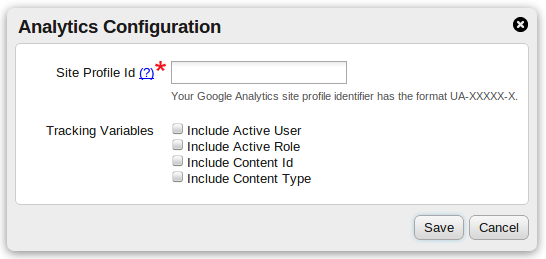 Analytics Configuration
Site Profile Id (?)*
Your Google Analytics site profile identifier has the format UA-XXXXX-X.
Tracking Variables
Include Active User
Include Active Role
Include Content Id
Include Content Type
Save Cancel